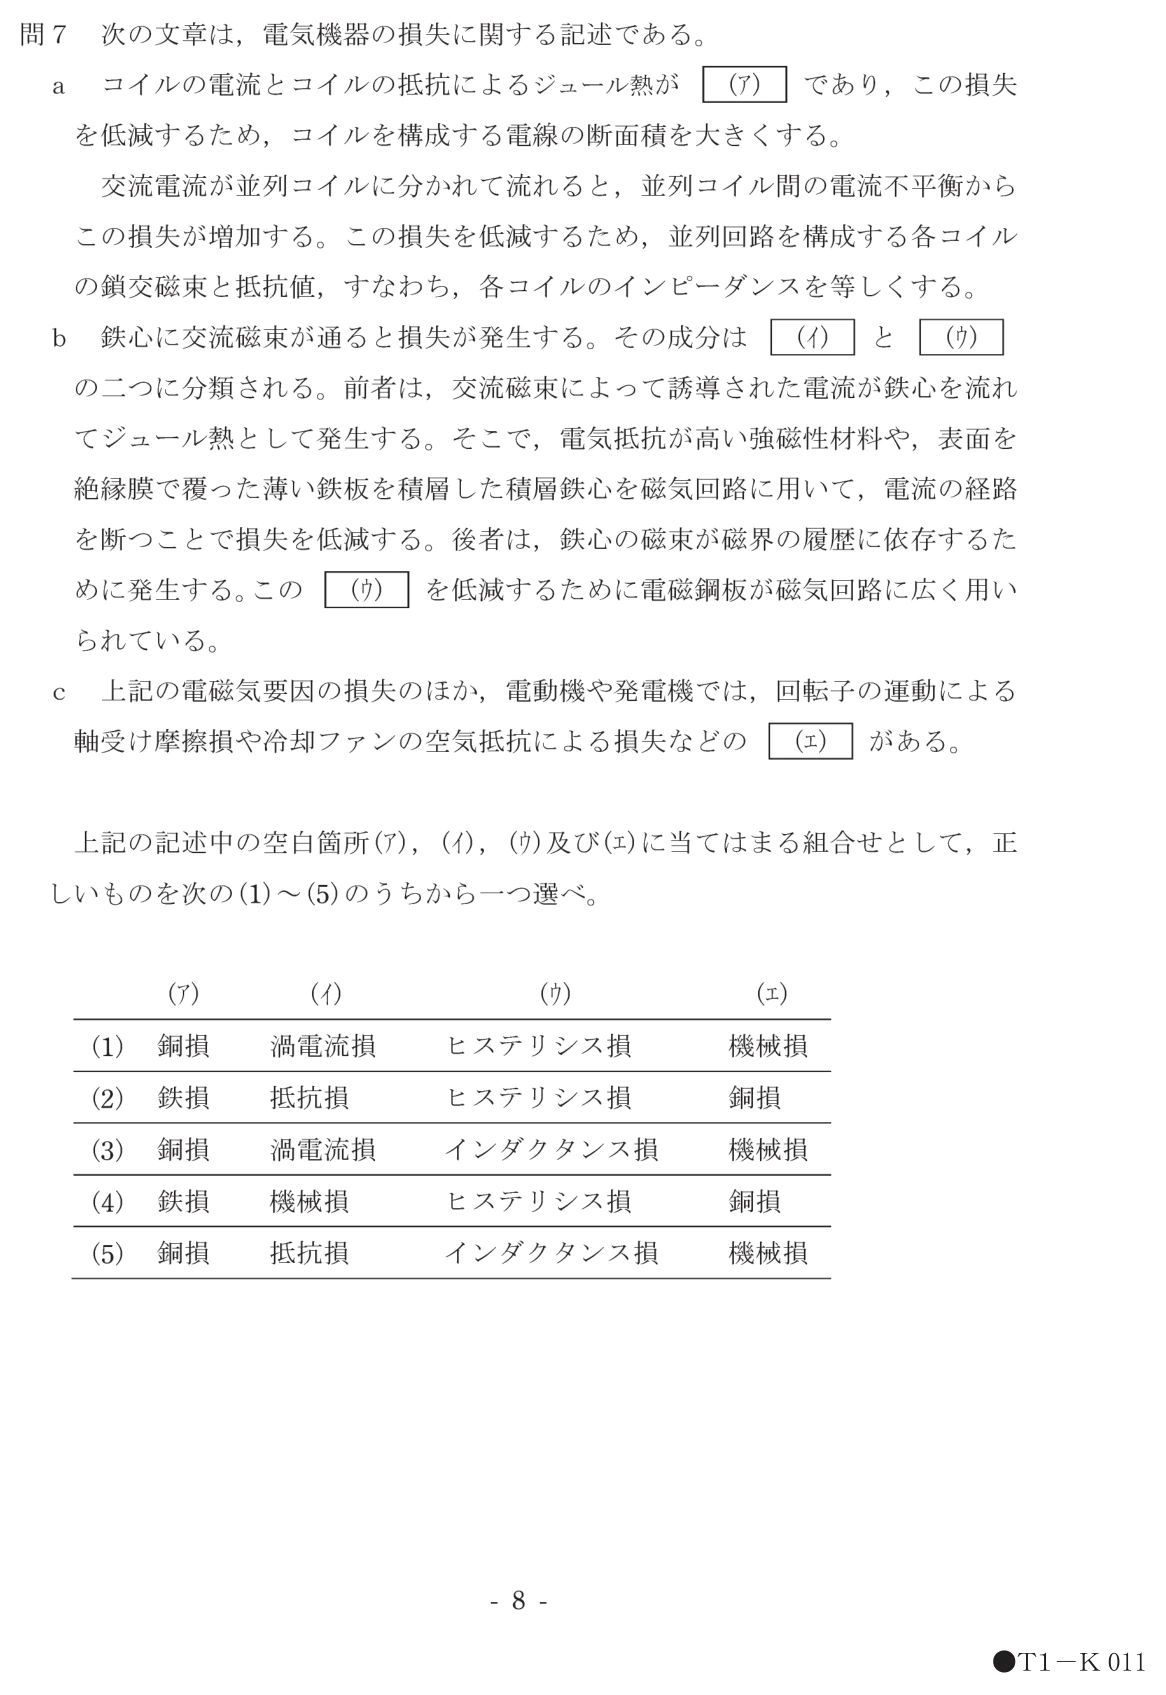 問7 次の文章は，電気機器の損失に関する記述である。
a コイルの電流とコイルの抵抗によるジュール熱が (ア) であり，この損失
を低減するため，コイルを構成する電線の断面積を大きくする。
交流電流が並列コイルに分かれて流れると，並列コイル間の電流不平衡から
この損失が増加する。この損失を低減するため，並列回路を構成する各コイル
の鎖交磁束と抵抗値，すなわち，各コイルのインピーダンスを等しくする。
b 鉄心に交流磁束が通ると損失が発生する。その成分は (イ) と (ウ)
の二つに分類される。前者は，交流磁束によって誘導された電流が鉄心を流れ
てジュール熱として発生する。そこで，電気抵抗が高い強磁性材料や，表面を
絶縁膜で覆った薄い鉄板を積層した積層鉄心を磁気回路に用いて，電流の経路
を断つことで損失を低減する。後者は，鉄心の磁束が磁界の履歴に依存するた
めに発生する。この (ウ) を低減するために電磁鋼板が磁気回路に広く用い
られている。
c 上記の電磁気要因の損失のほか，電動機や発電機では，回転子の運動による
軸受け摩擦損や冷却ファンの空気抵抗による損失などの (エ) がある。
上記の記述中の空白箇所(ア)，(イ)，(ウ)及び(エ)に当てはまる組合せとして，正
しいものを次の(1)～(5)のうちから一つ選べ。
(ア) (イ) (ウ) (エ)
(1) 銅損 渦電流損 ヒステリシス損 機械損
(2) 鉄損 抵抗損 ヒステリシス損 銅損
(3) 銅損 渦電流損 インダクタンス損 機械損
(4) 鉄損 機械損 ヒステリシス損 銅損
(5) 銅損 抵抗損 インダクタンス損 機械損
- 8 -
●T1－K 011